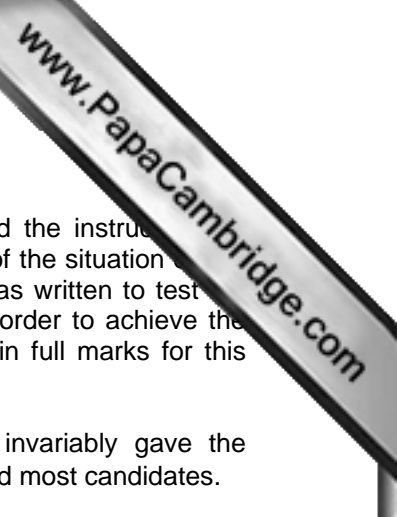 www.PapaCambridge.com
d the instru
of the situation
as written to test
order to achieve the
in full marks for this
invariably gave the
d most candidates.